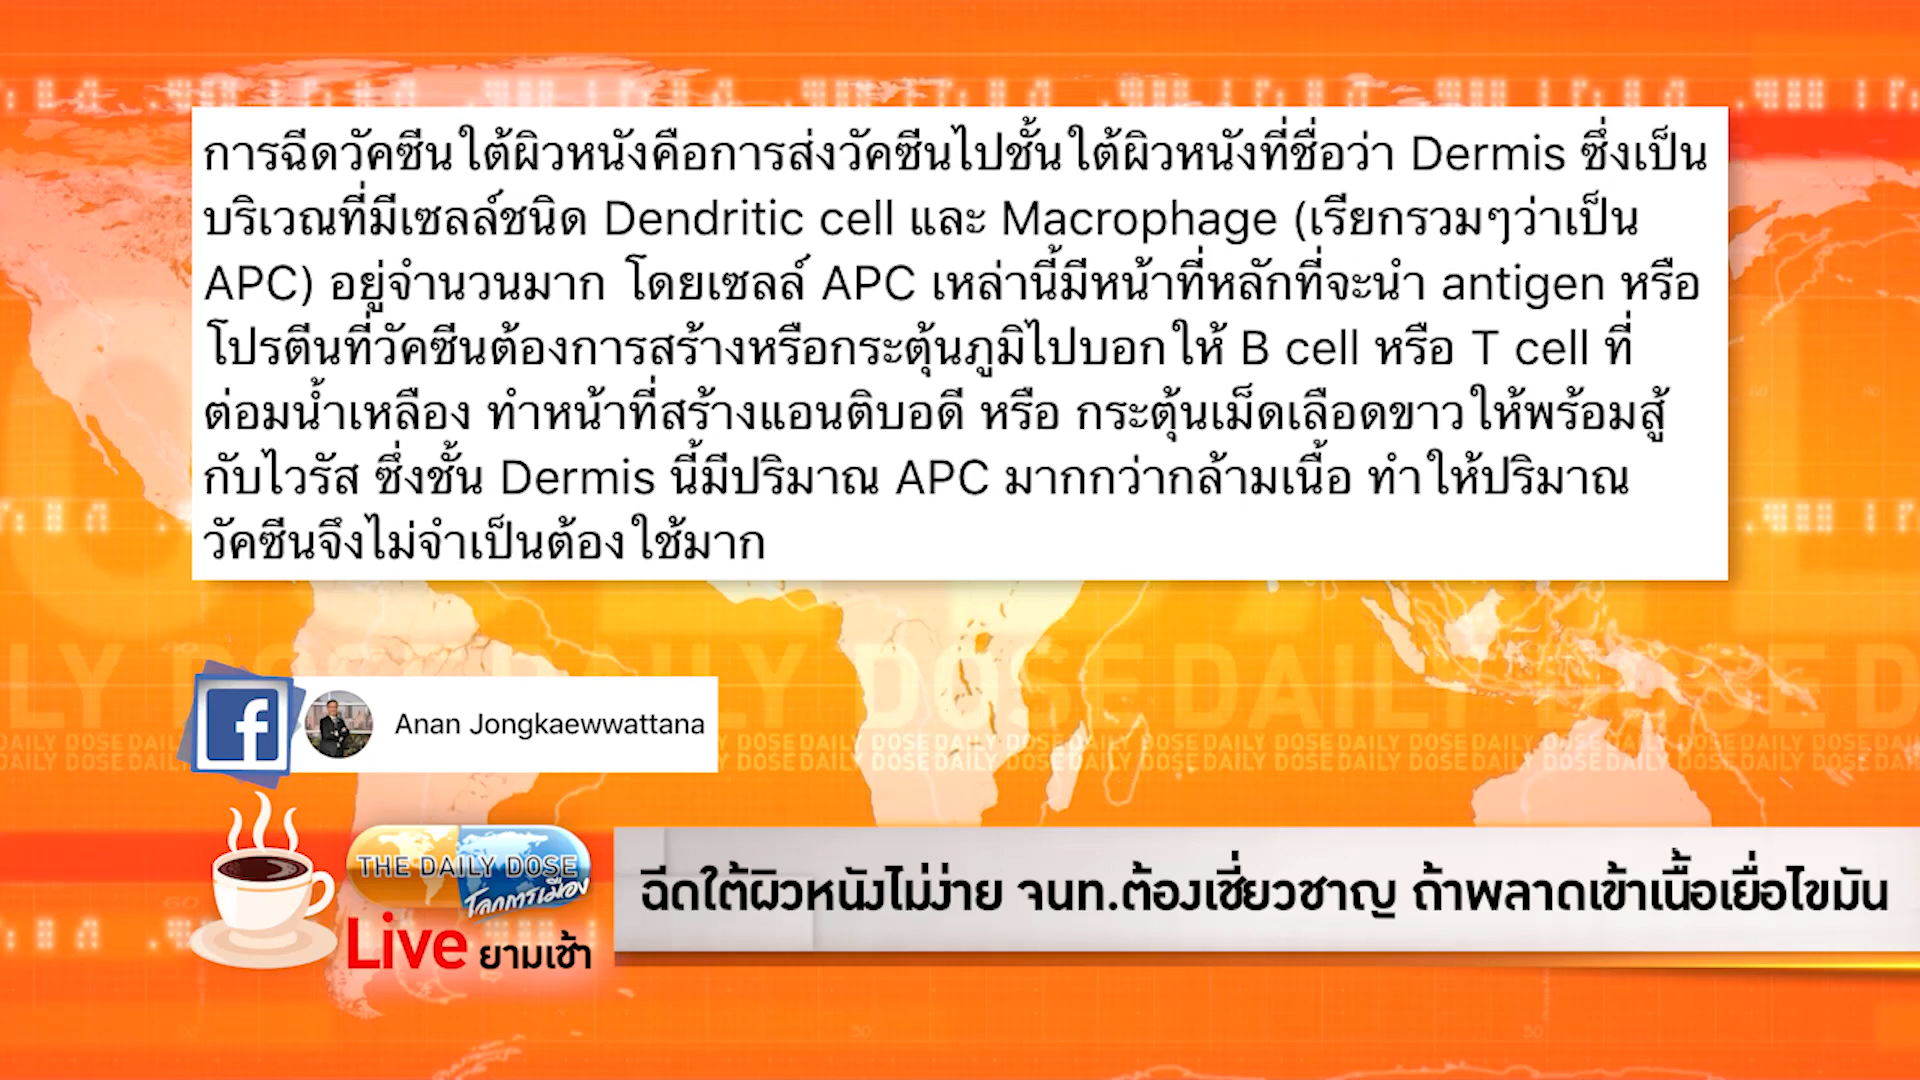 การฉีดวัคซีนใต้ผิวหนังคือการส่งวัคซีนไปชั้นใต้ผิวหนังที่ชื่อว่า Dermis ซึ่งเป็น
บริเวณที่มีเซลล์ชนิด Dendritic cell และ Macrophage (เรียกรวมๆว่าเป็น
APC) อยู่จำนวนมาก โดยเซลล์ APC เหล่านี้มีหน้าที่หลักที่จะนำ antigen หรือ
โปรตีนที่วัคซีนต้องการสร้างหรือกระตุ้นภูมิไปบอกให้ B cell หรือ T cell ที่
ต่อมน้ำเหลือง ทำหน้าที่สร้างแอนติบอดี หรือ กระตุ้นเม็ดเลือดขาวให้พร้อมสู้
กับไวรัส ซึ่งชั้น Dermis นี้มีปริมาณ APC มากกว่ากล้ามเนื้อ ทำให้ปริมาณ
วัคซีนจึงไม่จำเป็นต้องใช้มาก
Anan Jongkaewwattana
THE DAILY DOSE
โลกการเมือง
Live ยามเช้า
ฉีดใต้ผิวหนังไม่ง่าย จนท.ต้องเชี่ยวชาญ ถ้าพลาดเข้าเนื้อเยื่อไขมัน